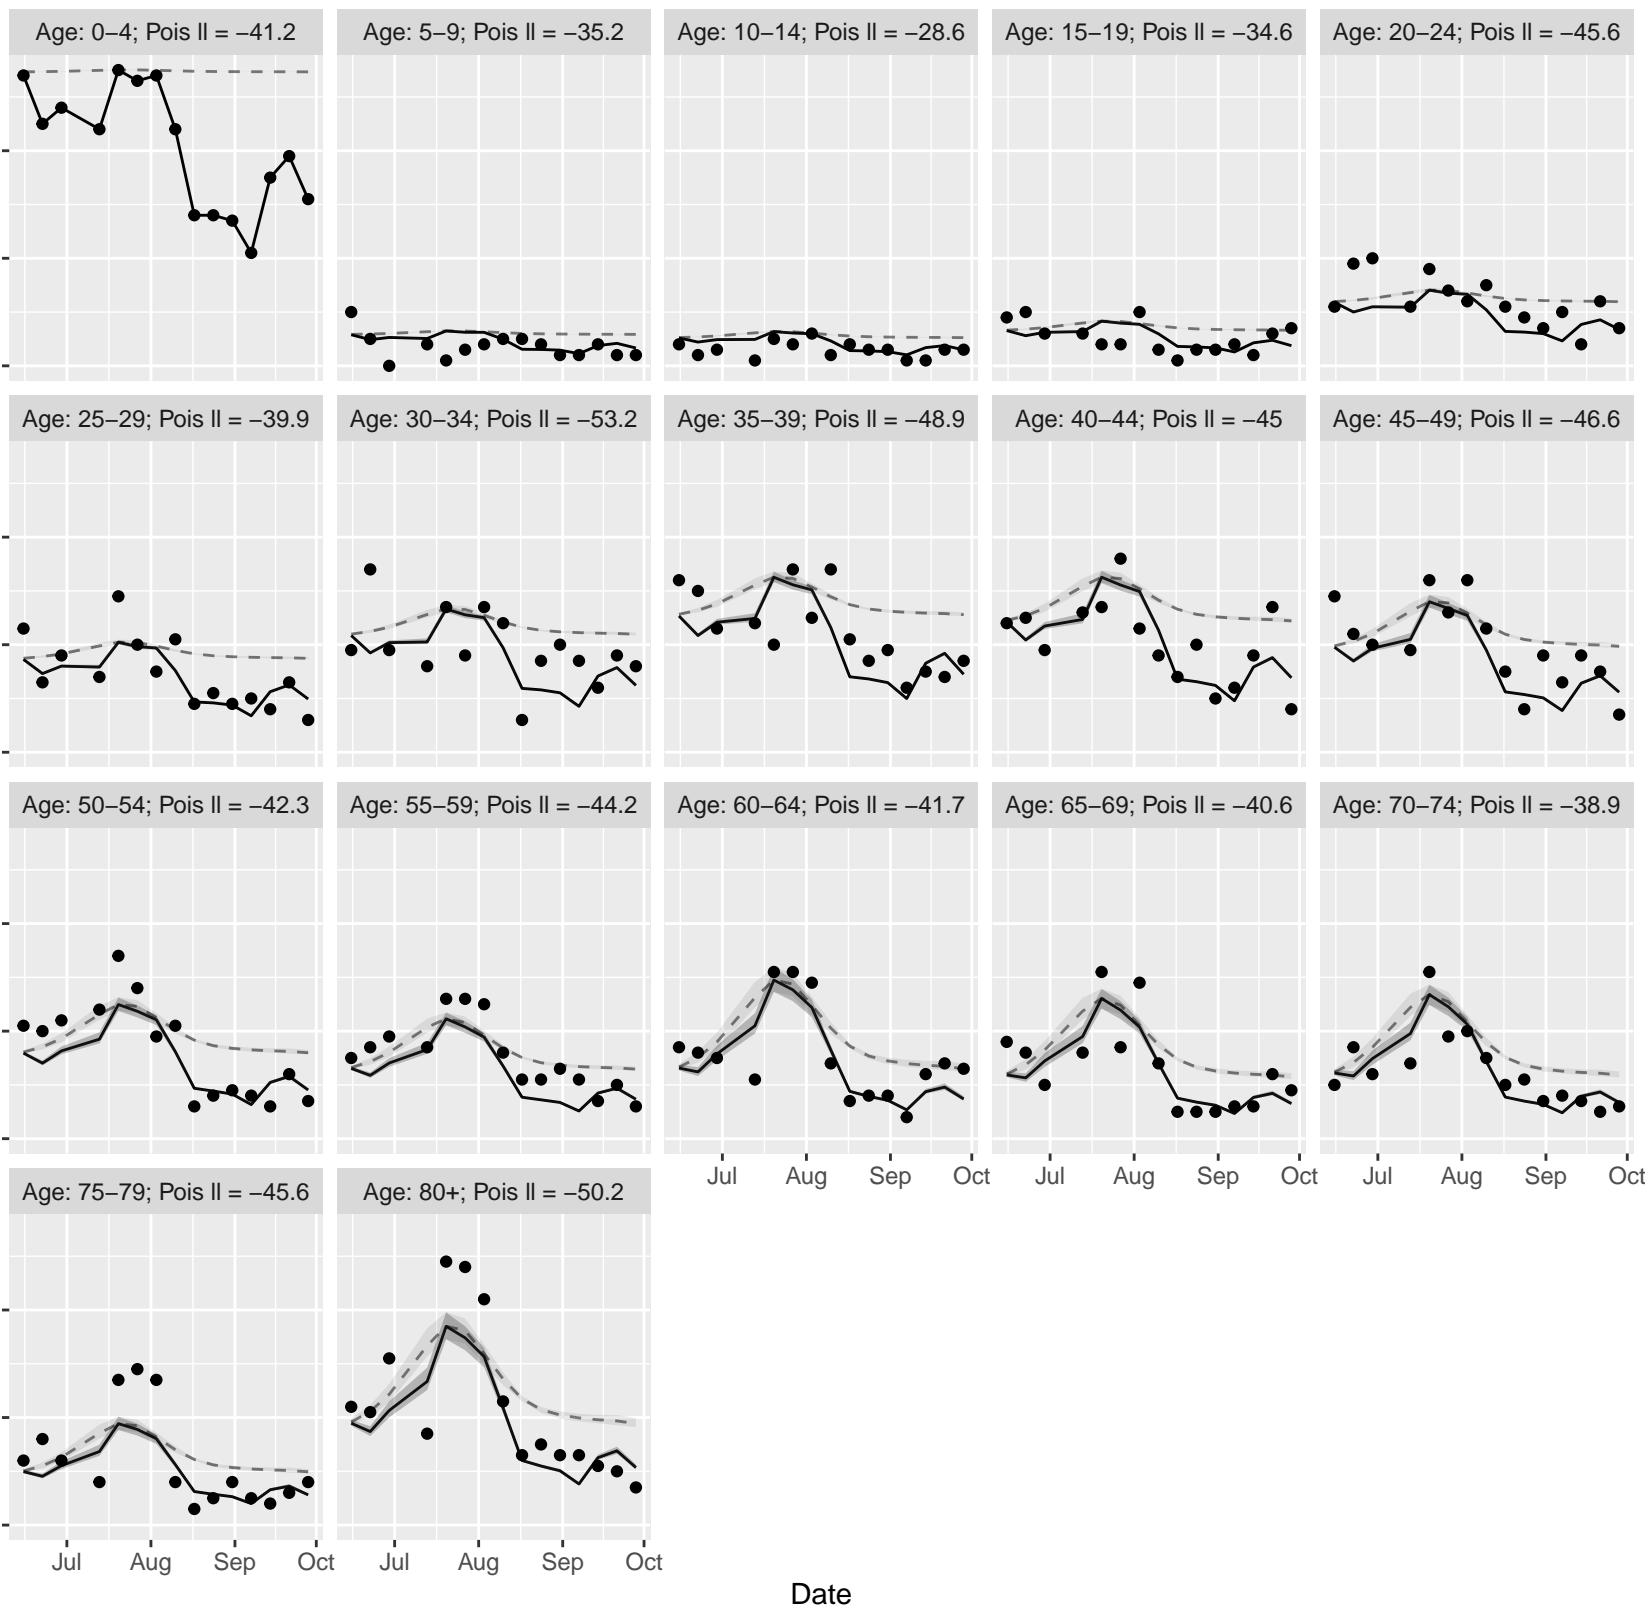 Age: 0−4; Pois ll = −41.2
Age: 5−9; Pois ll = −35.2
Age: 10−14; Pois ll = −28.6
Age: 15−19; Pois ll = −34.6
Age: 20−24; Pois ll = −45.6
Age: 25−29; Pois ll = −39.9
Age: 30−34; Pois ll = −53.2
Age: 35−39; Pois ll = −48.9
Age: 40−44; Pois ll = −45
Age: 45−49; Pois ll = −46.6
Age: 50−54; Pois ll = −42.3
Age: 55−59; Pois ll = −44.2
Age: 60−64; Pois ll = −41.7
Age: 65−69; Pois ll = −40.6
Age: 70−74; Pois ll = −38.9
Jul Aug Sep Oct
Jul Aug Sep Oct
Jul Aug Sep Oct
Age: 75−79; Pois ll = −45.6
Age: 80+; Pois ll = −50.2
Jul Aug Sep Oct
Jul Aug Sep Oct
Date